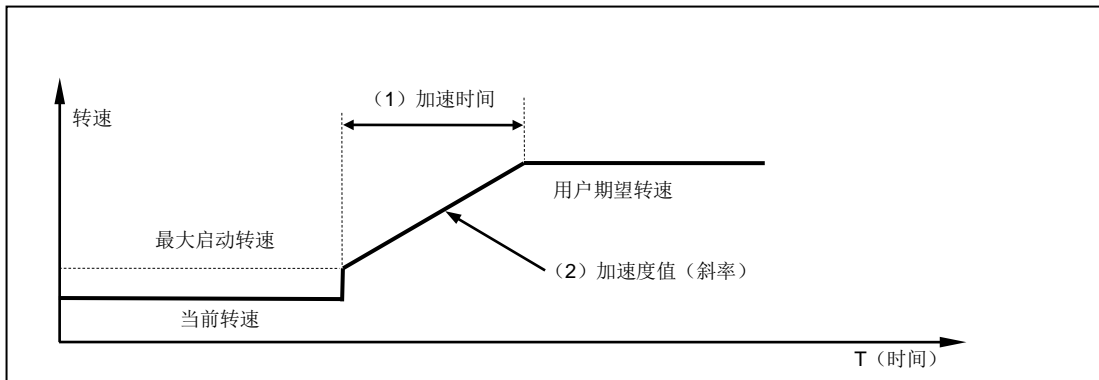 （1）加速时间
转速
用户期望转速
最大启动转速
（2）加速度值（斜率）
当前转速
T（时间）